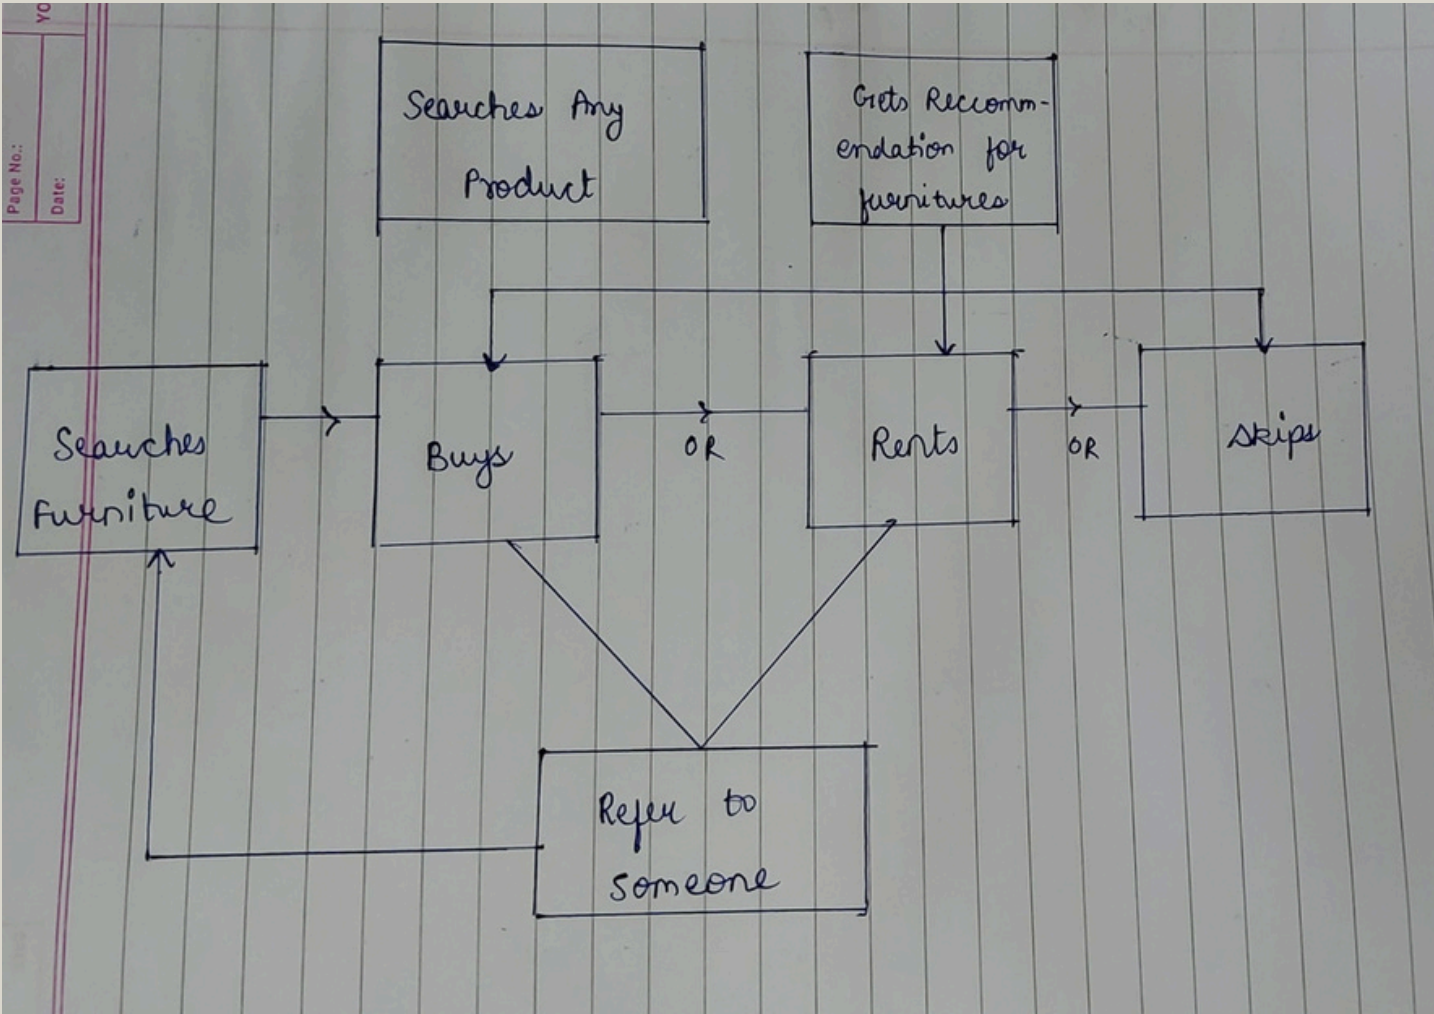 YO
Page No.:
Date:
Searches Any
Product
Gets Reccomm-
endation for
furnitures
Searches
Furniture
Buys
OR
Rents
OR
Skips
Refer to
Someone